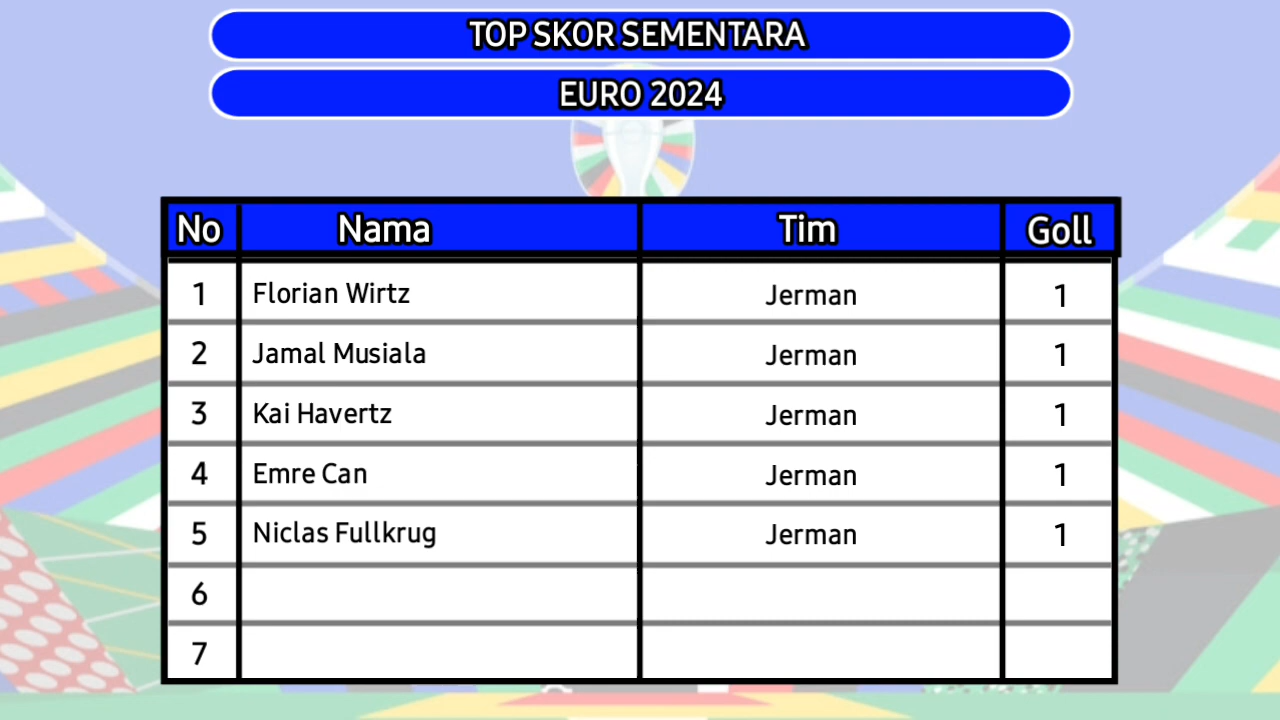 TOP SKOR SEMENTARA
EURO 2024
No Nama Tim Goll
1 Florian Wirtz Jerman 1
2 Jamal Musiala Jerman 1
3 Kai Havertz Jerman 1
4 Emre Can Jerman 1
5 Niclas Fullkrug Jerman 1
6
7